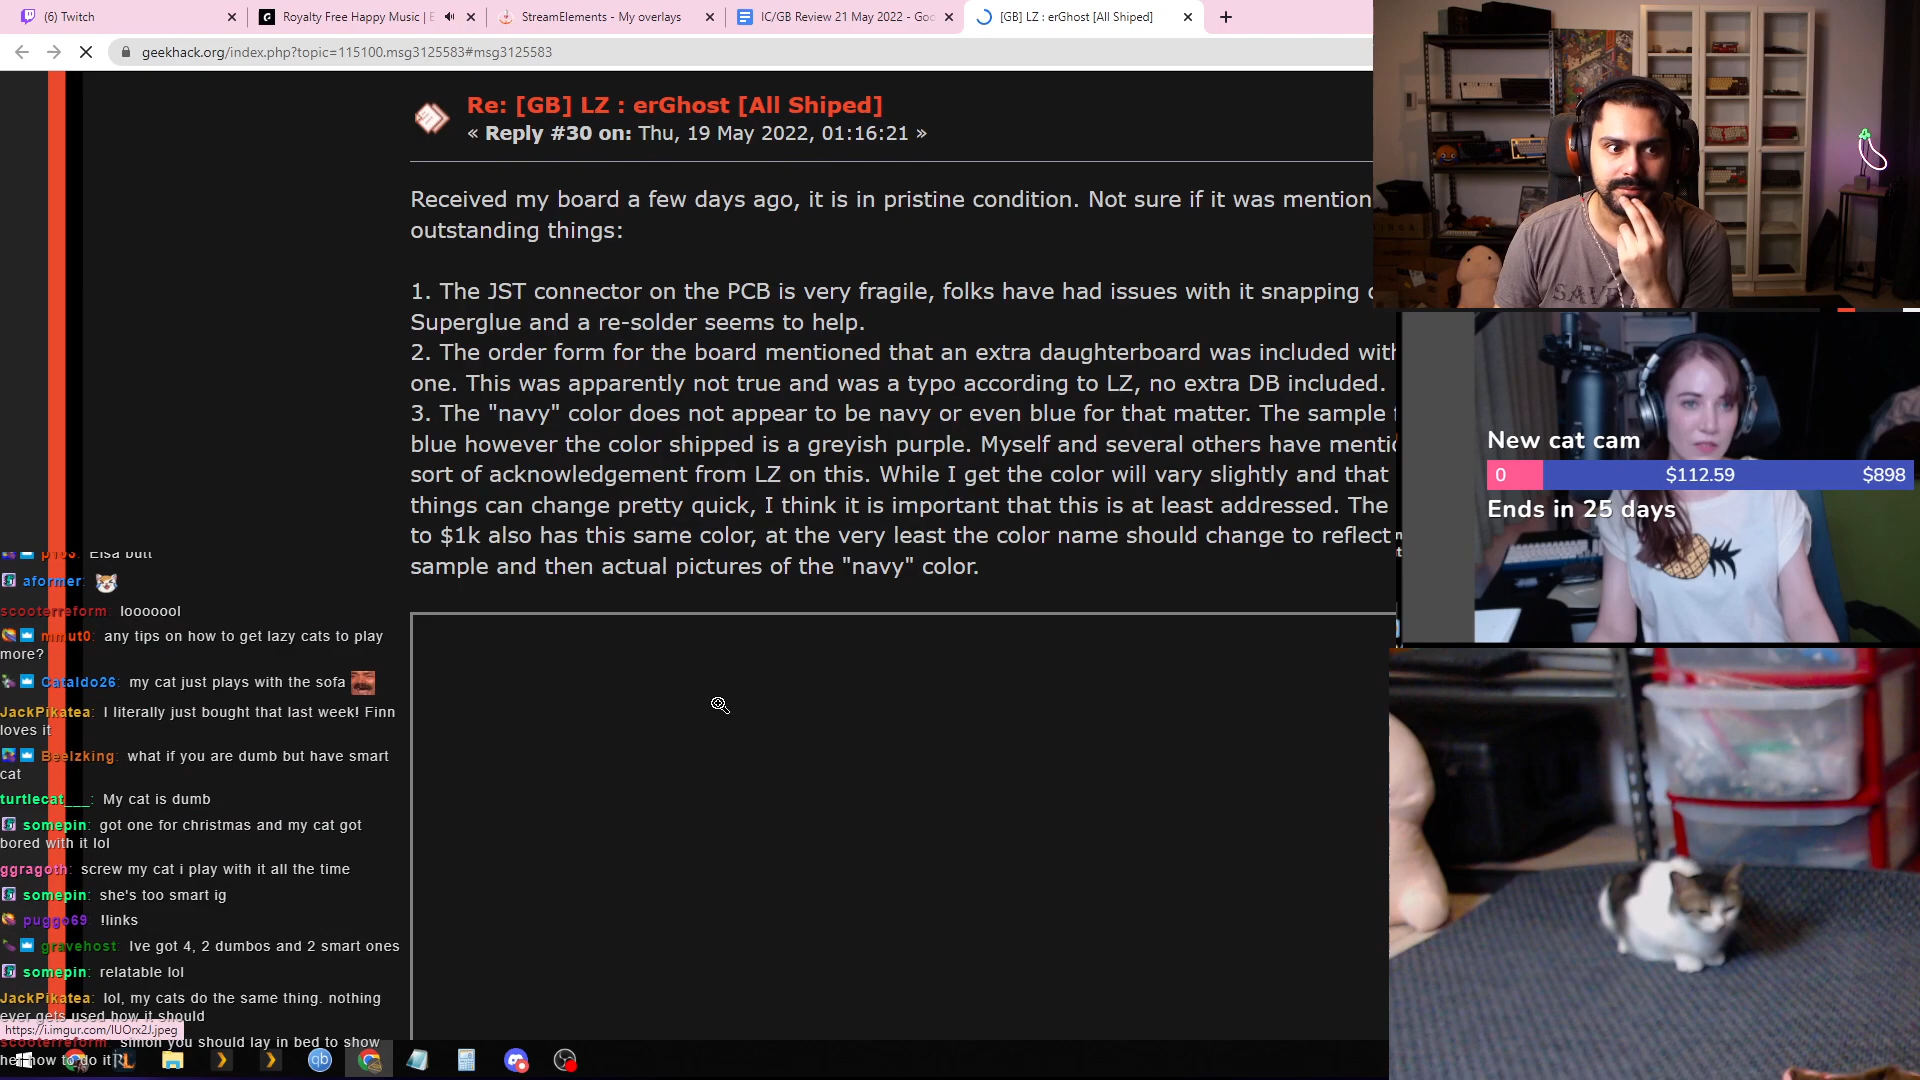 (6) Twitch
Royalty Free Happy Music | E
StreamElements - My overlays
IC/GB Review 21 May 2022 - Goo
[GB] LZ : erGhost [All Shiped]
geekhack.org/index.php?topic=115100.msg3125583#msg3125583
Re: [GB] LZ : erGhost [All Shiped]
« Reply #30 on: Thu, 19 May 2022, 01:16:21 »
Received my board a few days ago, it is in pristine condition. Not sure if it was mention
outstanding things:
1. The JST connector on the PCB is very fragile, folks have had issues with it snapping
Superglue and a re-solder seems to help.
2. The order form for the board mentioned that an extra daughterboard was included with
one. This was apparently not true and was a typo according to LZ, no extra DB included.
3. The "navy" color does not appear to be navy or even blue for that matter. The sample
blue however the color shipped is a greyish purple. Myself and several others have mentio
sort of acknowledgement from LZ on this. While I get the color will vary slightly and that
things can change pretty quick, I think it is important that this is at least addressed. The
to $1k also has this same color, at the very least the color name should change to reflect
sample and then actual pictures of the "navy" color.
Elsa butt
aformer:
scooterreform: looooool
mmut0: any tips on how to get lazy cats to play
more?
Cataldo26: my cat just plays with the sofa
JackPikatea: I literally just bought that last week! Finn
loves it
Beelzking: what if you are dumb but have smart
cat
turtlecat___: My cat is dumb
somepin: got one for christmas and my cat got
bored with it lol
ggragoth: screw my cat i play with it all the time
somepin: she's too smart ig
puggo69: !links
gravehost: Ive got 4, 2 dumbos and 2 smart ones
somepin: relatable lol
JackPikatea: lol, my cats do the same thing. nothing
ever gets used how it should
https://i.imgur.com/IUOrx2J.jpeg
scooterreform: simon you should lay in bed to show
her how to do it
qb
SAVE
New cat cam
0 $112.59 $898
Ends in 25 days